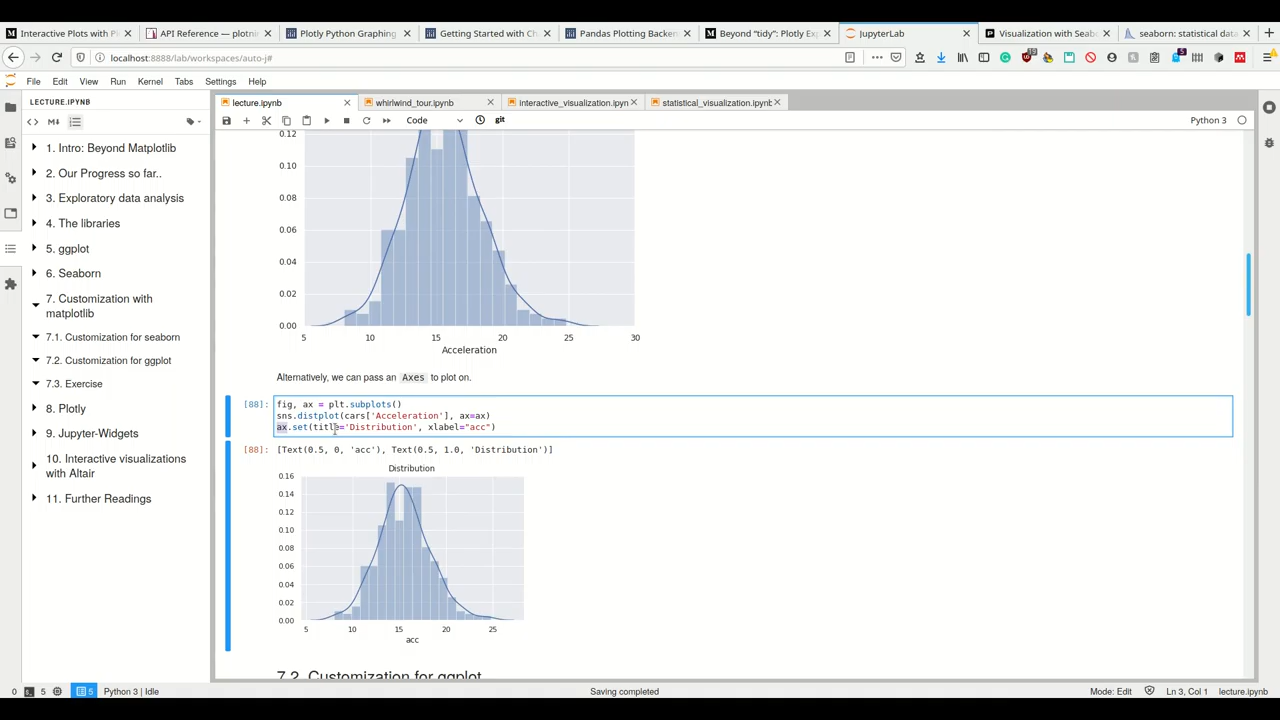 Interactive Plots with Pl
API Reference — plotni
Plotly Python Graphing
Getting Started with Ch
Pandas Plotting Backen
Beyond “tidy”: Plotly Ex
JupyterLab
Visualization with Seab
seaborn: statistical data
localhost:8888/lab/workspaces/auto-j#
File Edit View Run Kernel Tabs Settings Help
LECTURE.IPYNB
lecture.ipynb
whirlwind_tour.ipynb
interactive_visualization.ipyn
statistical_visualization.ipynb
Code
git
Python 3
1. Intro: Beyond Matplotlib
2. Our Progress so far..
3. Exploratory data analysis
4. The libraries
5. ggplot
6. Seaborn
7. Customization with
matplotlib
7.1. Customization for seaborn
7.2. Customization for ggplot
7.3. Exercise
8. Plotly
9. Jupyter-Widgets
10. Interactive visualizations
with Altair
11. Further Readings
0.12
0.10
0.08
0.06
0.04
0.02
0.00
5 10 15 20 25 30
Acceleration
Alternatively, we can pass an Axes to plot on.
[88]: fig, ax = plt.subplots()
sns.distplot(cars['Acceleration'], ax=ax)
ax.set(title='Distribution', xlabel="acc")
[88]: [Text(0.5, 0, 'acc'), Text(0.5, 1.0, 'Distribution')]
Distribution
0.16
0.14
0.12
0.10
0.08
0.06
0.04
0.02
0.00
5 10 15 20 25
acc
7.2. Customization for ggplot
0 5 5 Python 3 | Idle
Saving completed
Mode: Edit
Ln 3, Col 1
lecture.ipynb